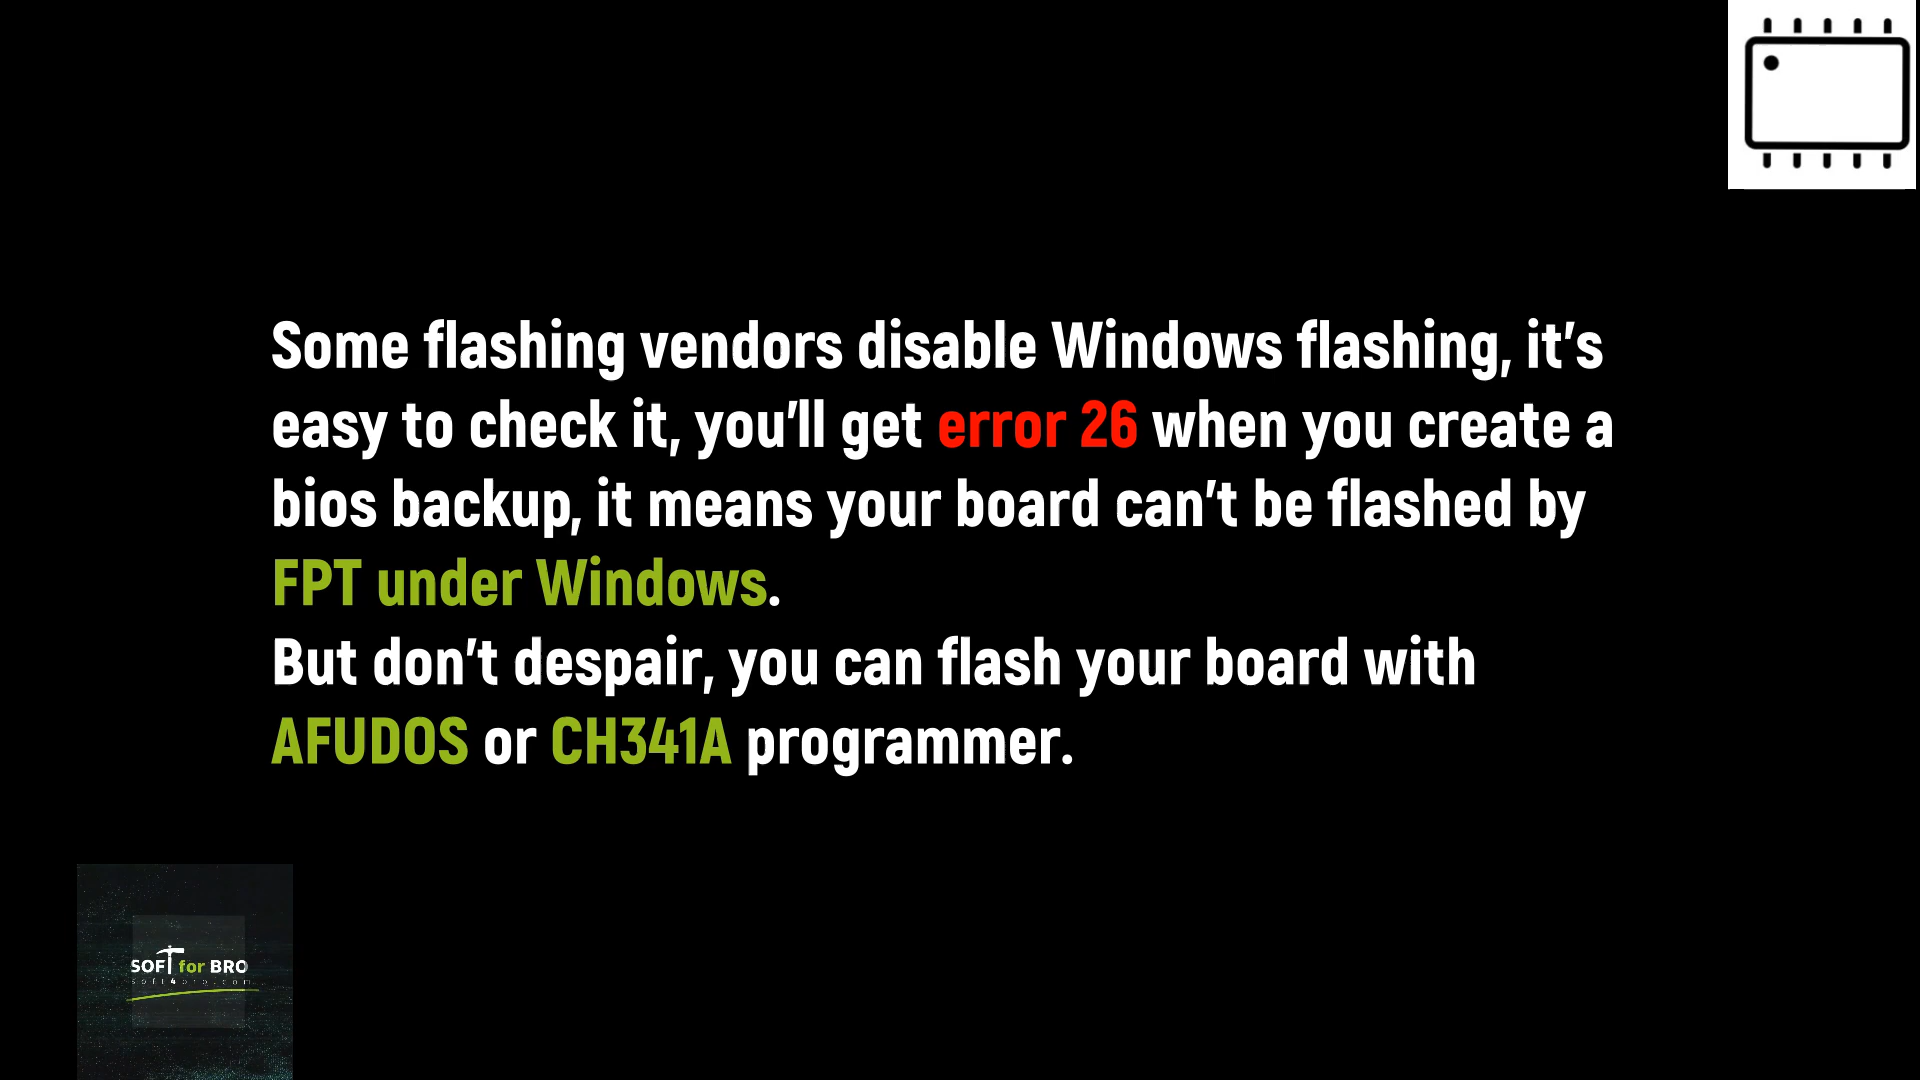 Some flashing vendors disable Windows flashing, it's
easy to check it, you'll get error 26 when you create a
bios backup, it means your board can't be flashed by
FPT under Windows.
But don't despair, you can flash your board with
AFUDOS or CH341A programmer.
SOFT for BRO
soft4bro.com